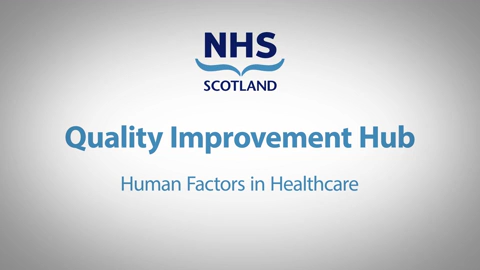 NHS
SCOTLAND
Quality Improvement Hub
Human Factors in Healthcare